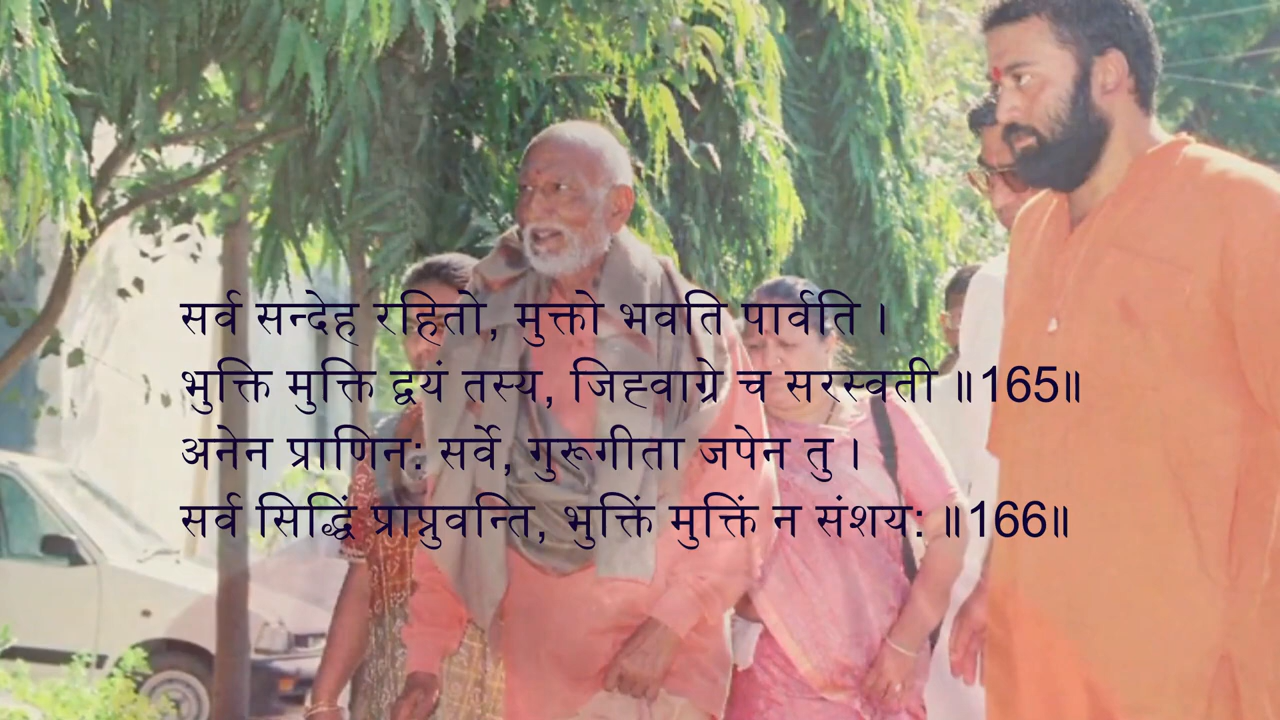 सर्व सन्देह रहितो, मुक्तो भवति पार्वति ।
भुक्ति मुक्ति द्वयं तस्य, जिह्वाग्रे च सरस्वती ॥165॥
अनेन प्राणिन: सर्वे, गुरूगीता जपेन तु ।
सर्व सिद्धिं प्राप्नुवन्ति, भुक्तिं मुक्तिं न संशय: ॥166॥